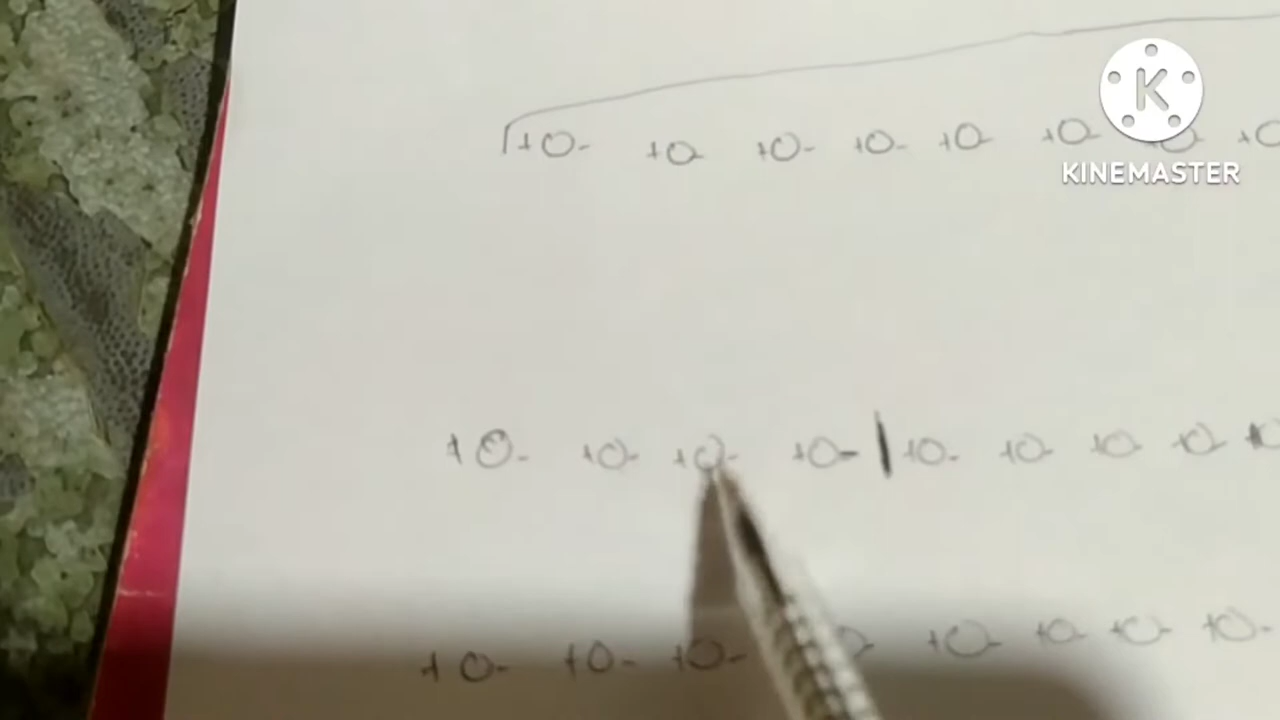 +O- +O- +O- +O- +O- +O- +O
K
KINEMASTER
+O- +O- +O- +O- | +O- +O- +O- +O- +O
+O- +O- +O- +O- +O- +O- +O-